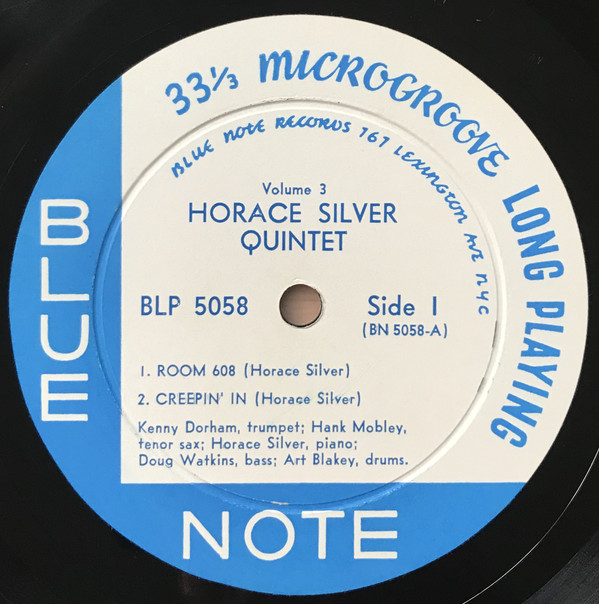 33⅓ MICROGROOVE LONG PLAYING
BLUE NOTE RECORDS 767 LEXINGTON AVE NYC
Volume 3
HORACE SILVER
QUINTET
BLP 5058
Side 1
(BN 5058-A)
1. ROOM 608 (Horace Silver)
2. CREEPIN' IN (Horace Silver)
Kenny Dorham, trumpet; Hank Mobley,
tenor sax; Horace Silver, piano;
Doug Watkins, bass; Art Blakey, drums.
BLUE
NOTE